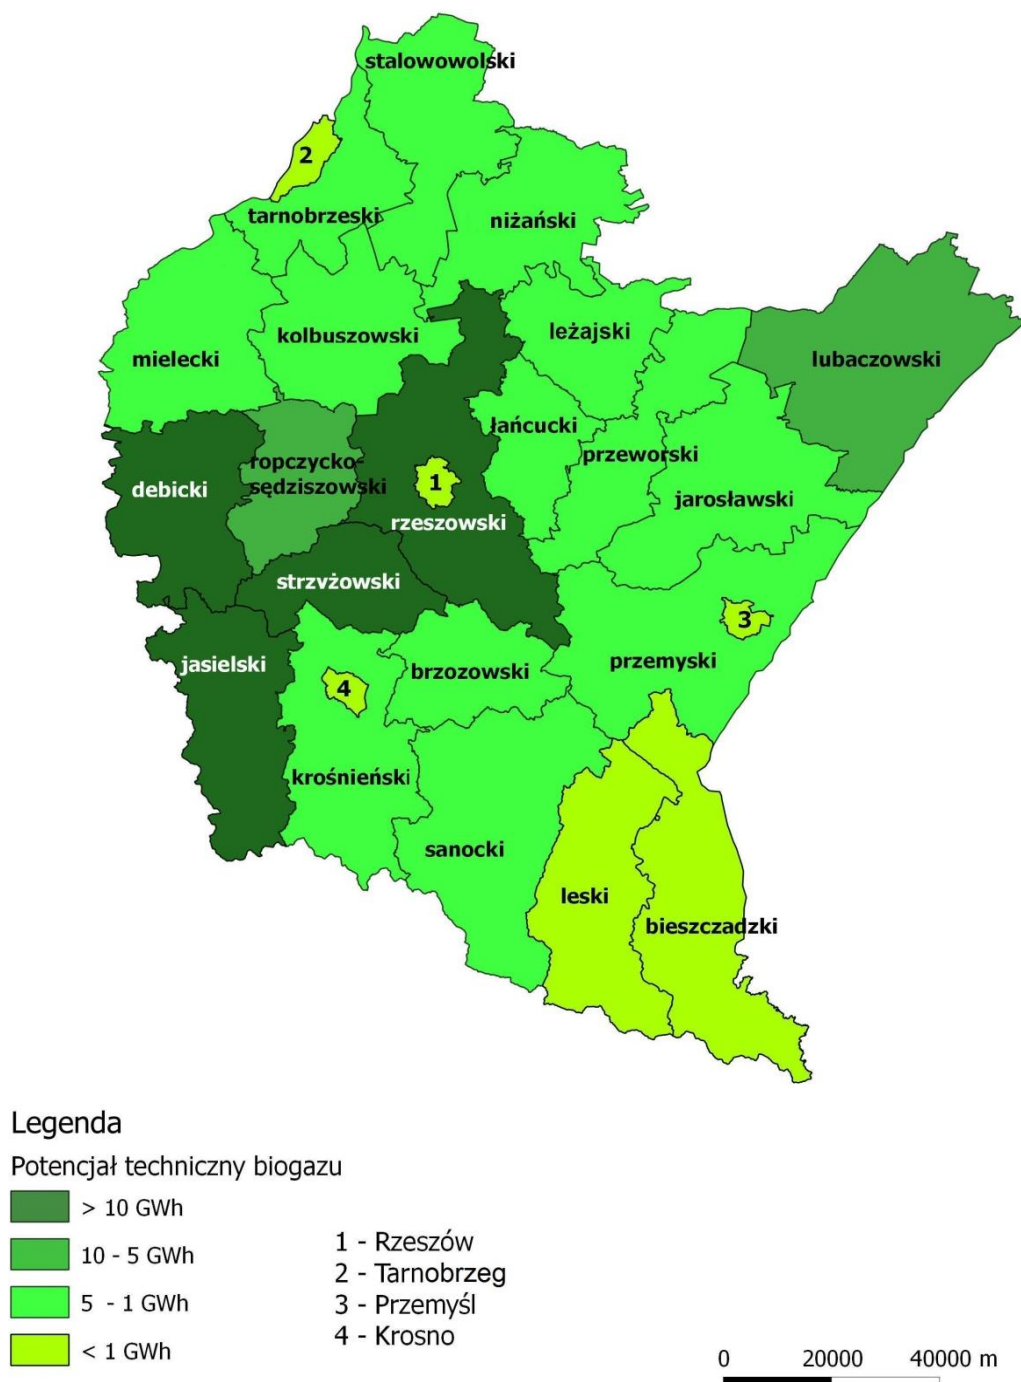 stalowowolski
2
tarnobrzeski
niżański
kolbuszowski
leżajski
mielecki
lubaczowski
łańcucki
ropczycko-
sędziszowski
przeworski
debicki
1
jarosławski
rzeszowski
strzyżowski
3
jasielski
brzozowski
przemyski
4
krośnieński
sanocki
leski
bieszczadzki
Legenda
Potencjał techniczny biogazu
> 10 GWh
10 - 5 GWh
5 - 1 GWh
< 1 GWh
1 - Rzeszów
2 - Tarnobrzeg
3 - Przemyśl
4 - Krosno
0 20000 40000 m